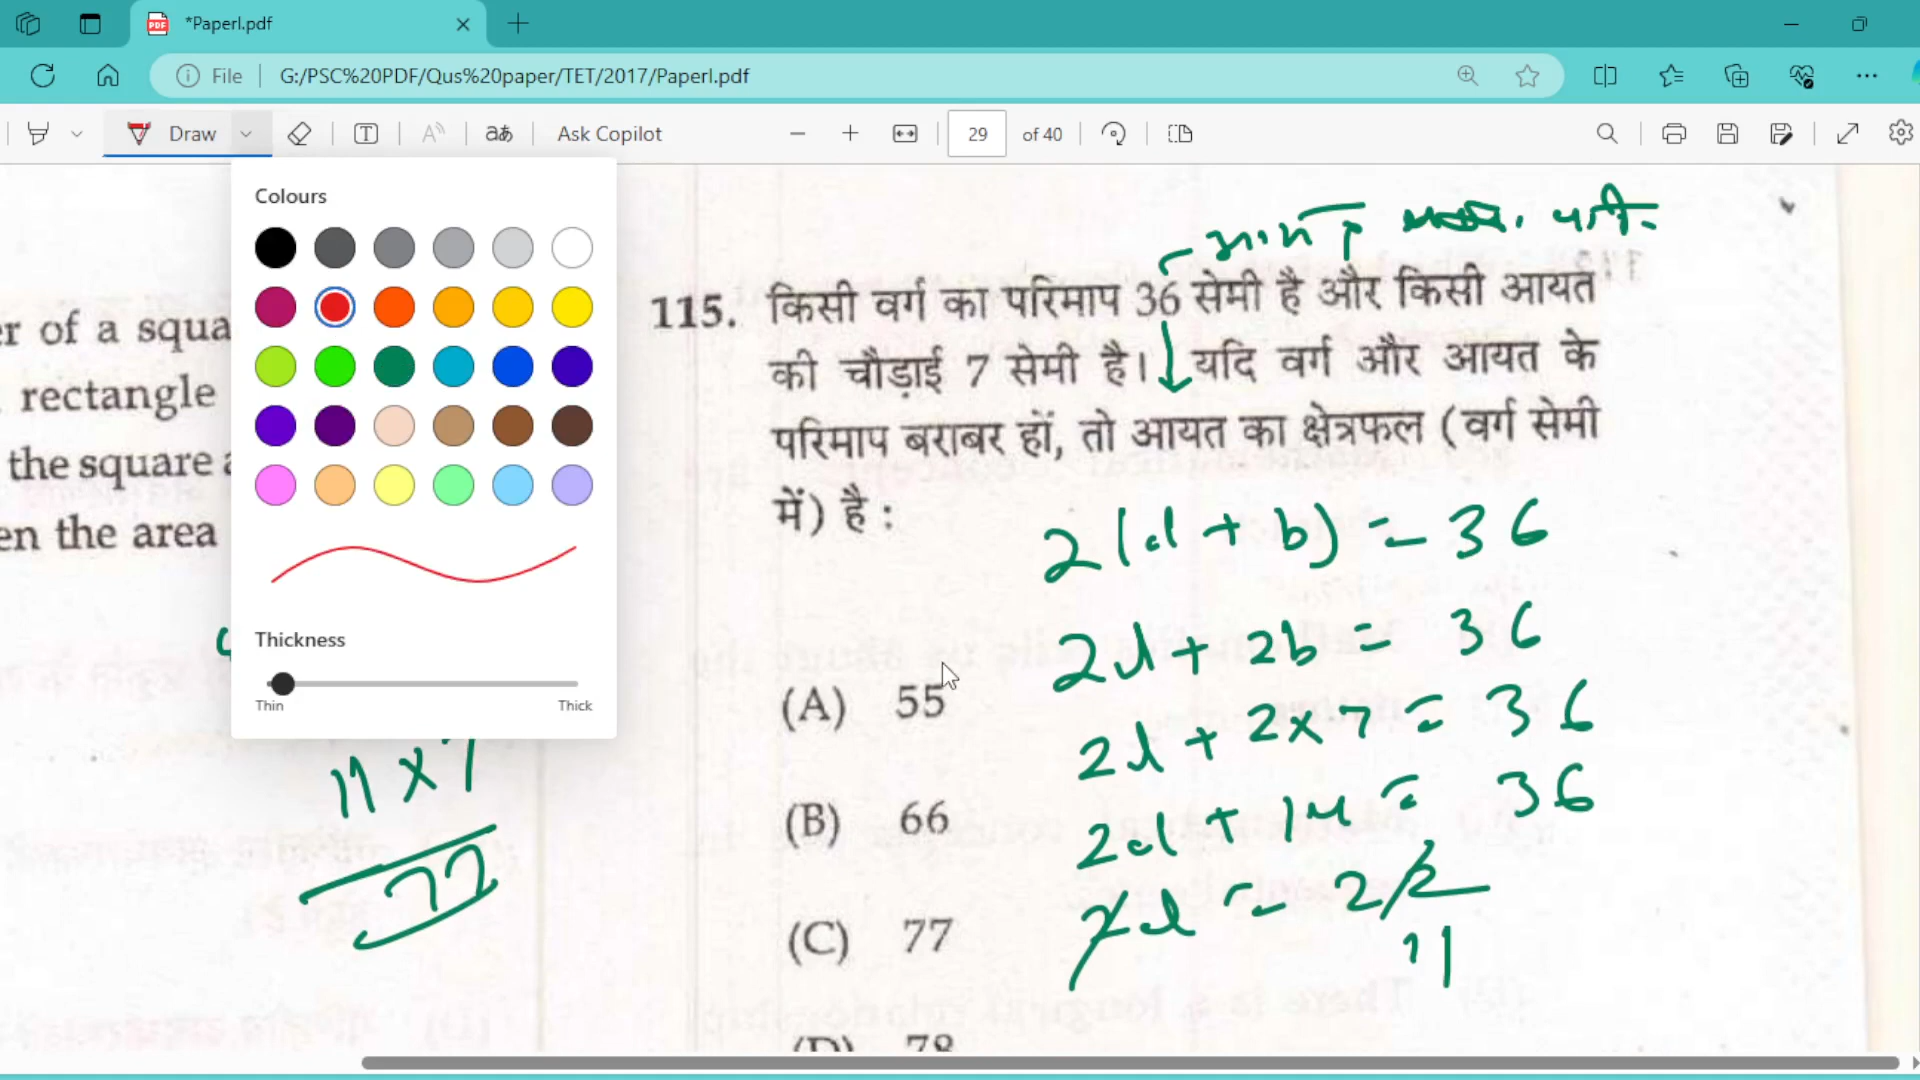 *Paperl.pdf
File
G:/PSC%20PDF/Qus%20paper/TET/2017/Paperl.pdf
Draw
Ask Copilot
29 of 40
Colours
Thickness
Thin Thick
er of a squa
rectangle
the square a
en the area
115. किसी वर्ग का परिमाप 36 सेमी है और किसी आयत
की चौड़ाई 7 सेमी है। यदि वर्ग और आयत के
परिमाप बराबर हों, तो आयत का क्षेत्रफल (वर्ग सेमी
में) है :
(A) 55
(B) 66
(C) 77
(D) 78
2(l + b) = 36
2l + 2b = 36
2l + 2 × 7 = 36
2l + 14 = 36
2l = 22
11
11 × 7
77